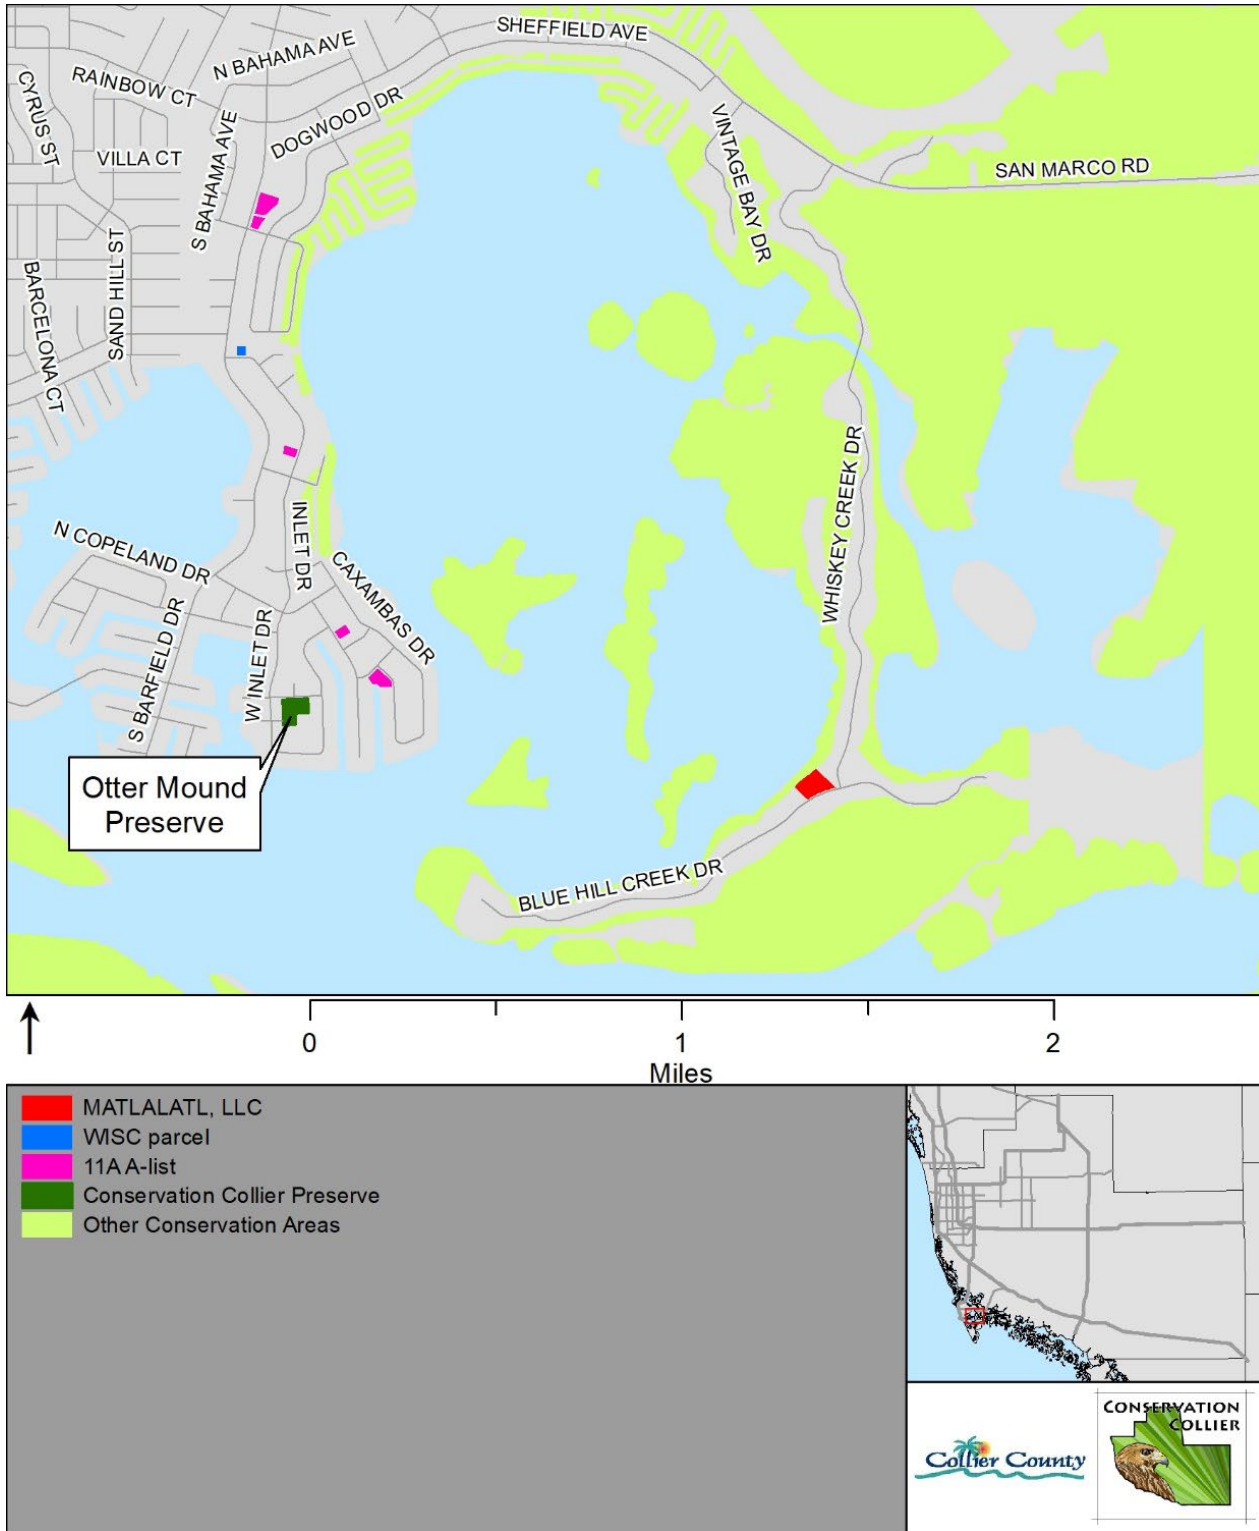 SHEFFIELD AVE
N BAHAMA AVE
RAINBOW CT
CYRUS ST
DOGWOOD DR
VILLA CT
VINTAGE BAY DR
SAN MARCO RD
S BAHAMA AVE
SAND HILL ST
BARCELONA CT
WHISKEY CREEK DR
INLET DR
N COPELAND DR
CAXAMBAS DR
S BARFIELD DR
W INLET DR
Otter Mound
Preserve
BLUE HILL CREEK DR
0 1 2
Miles
MATLALATL, LLC
WISC parcel
11A A-list
Conservation Collier Preserve
Other Conservation Areas
Collier County
CONSERVATION
COLLIER